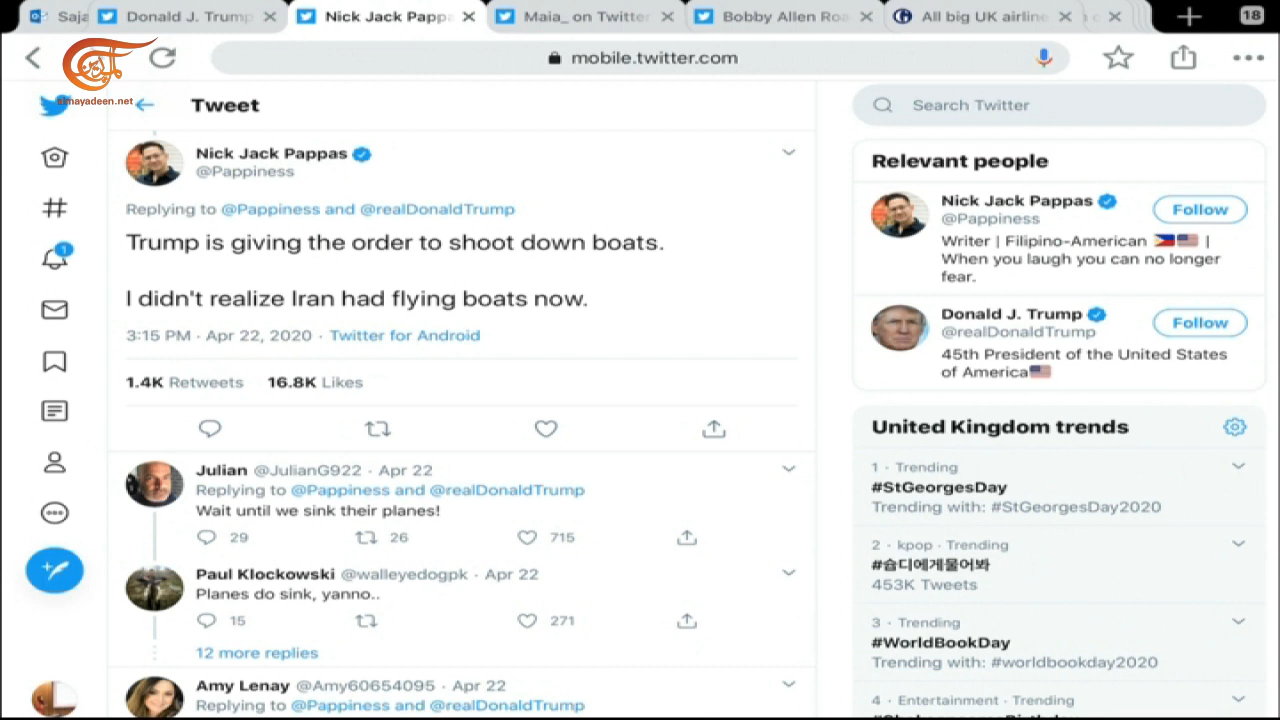 Saja
Donald J. Trump
Nick Jack Papp
Maia_ on Twitter
Bobby Allen Roa
All big UK airline
18
mobile.twitter.com
الميادين
almayadeen.net
Tweet
Search Twitter
Nick Jack Pappas
@Pappiness
Replying to @Pappiness and @realDonaldTrump
Trump is giving the order to shoot down boats.
I didn't realize Iran had flying boats now.
3:15 PM · Apr 22, 2020 · Twitter for Android
1.4K Retweets 16.8K Likes
Julian @JulianG922 · Apr 22
Replying to @Pappiness and @realDonaldTrump
Wait until we sink their planes!
29 26 715
Paul Klockowski @walleyedogpk · Apr 22
Planes do sink, yanno..
15 271
12 more replies
Amy Lenay @Amy60654095 · Apr 22
Replying to @Pappiness and @realDonaldTrump
1
Relevant people
Nick Jack Pappas
@Pappiness
Follow
Writer | Filipino-American 🇵🇭🇺🇸 |
When you laugh you can no longer
fear.
Donald J. Trump
@realDonaldTrump
Follow
45th President of the United States
of America🇺🇸
United Kingdom trends
1 · Trending
#StGeorgesDay
Trending with: #StGeorgesDay2020
2 · kpop · Trending
#숍디에게물어봐
453K Tweets
3 · Trending
#WorldBookDay
Trending with: #worldbookday2020
4 · Entertainment · Trending